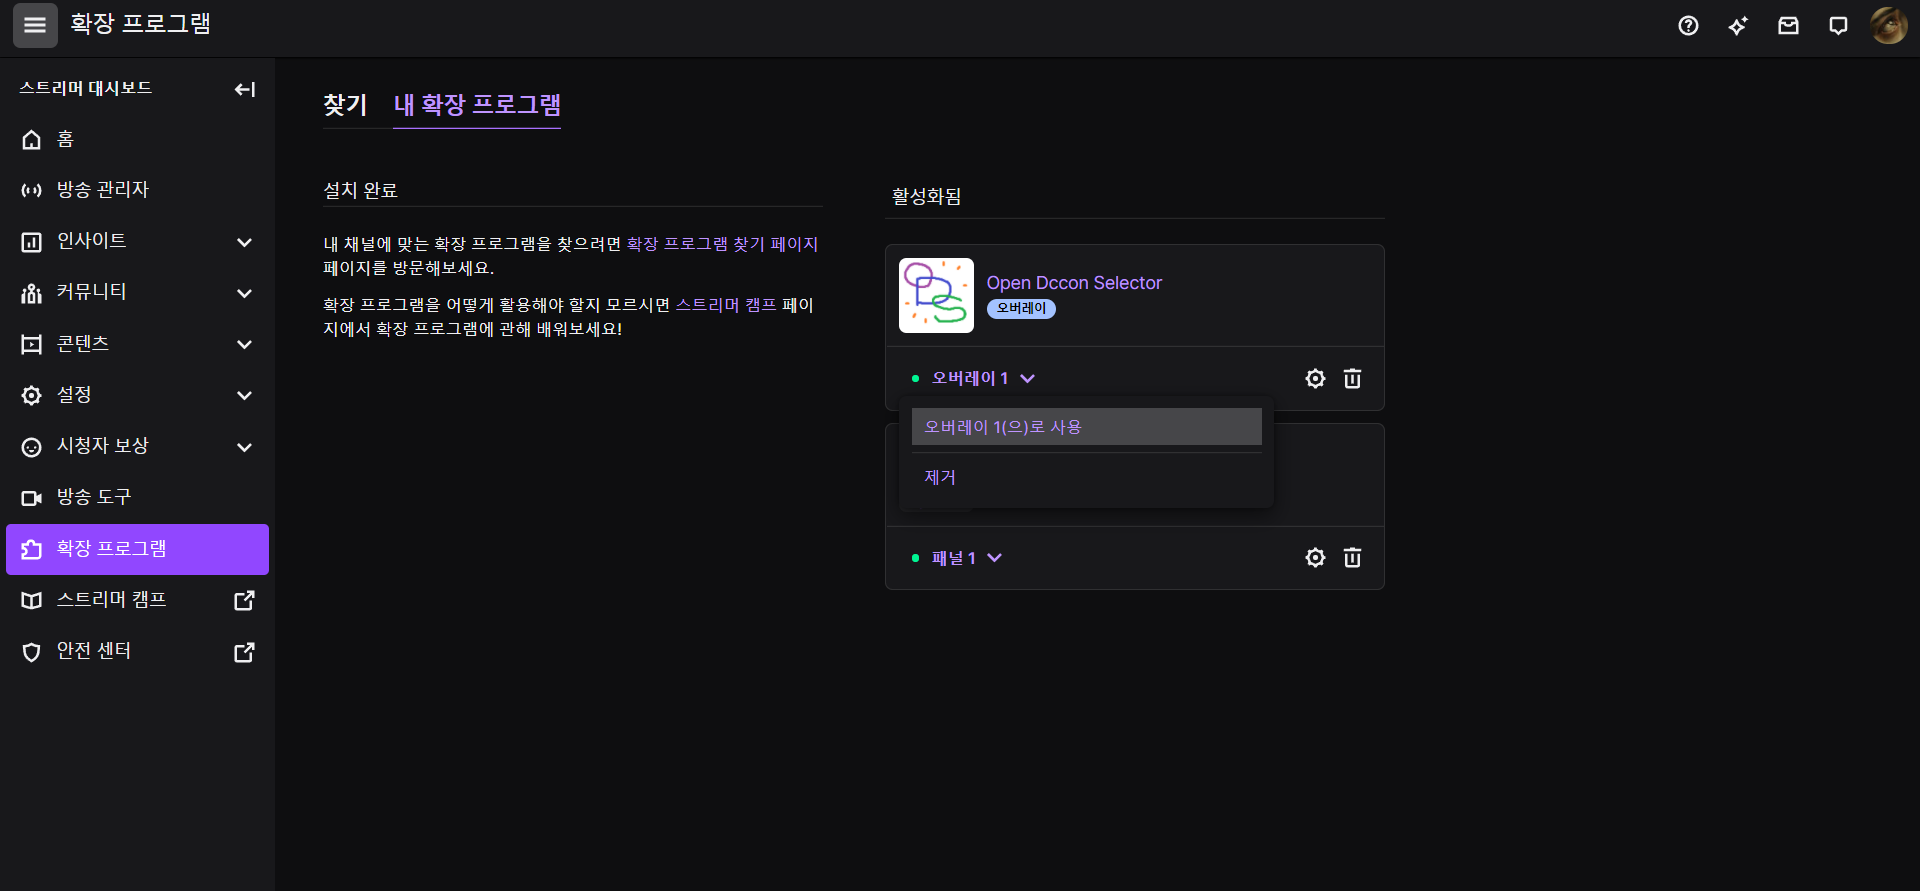 확장 프로그램
스트리머 대시보드
홈
방송 관리자
인사이트
커뮤니티
콘텐츠
설정
시청자 보상
방송 도구
확장 프로그램
스트리머 캠프
안전 센터
찾기 내 확장 프로그램
설치 완료
내 채널에 맞는 확장 프로그램을 찾으려면 확장 프로그램 찾기 페이지
페이지를 방문해보세요.
확장 프로그램을 어떻게 활용해야 할지 모르시면 스트리머 캠프 페이
지에서 확장 프로그램에 관해 배워보세요!
활성화됨
ODS
Open Dccon Selector
오버레이
오버레이 1
오버레이 1(으)로 사용
제거
패널 1